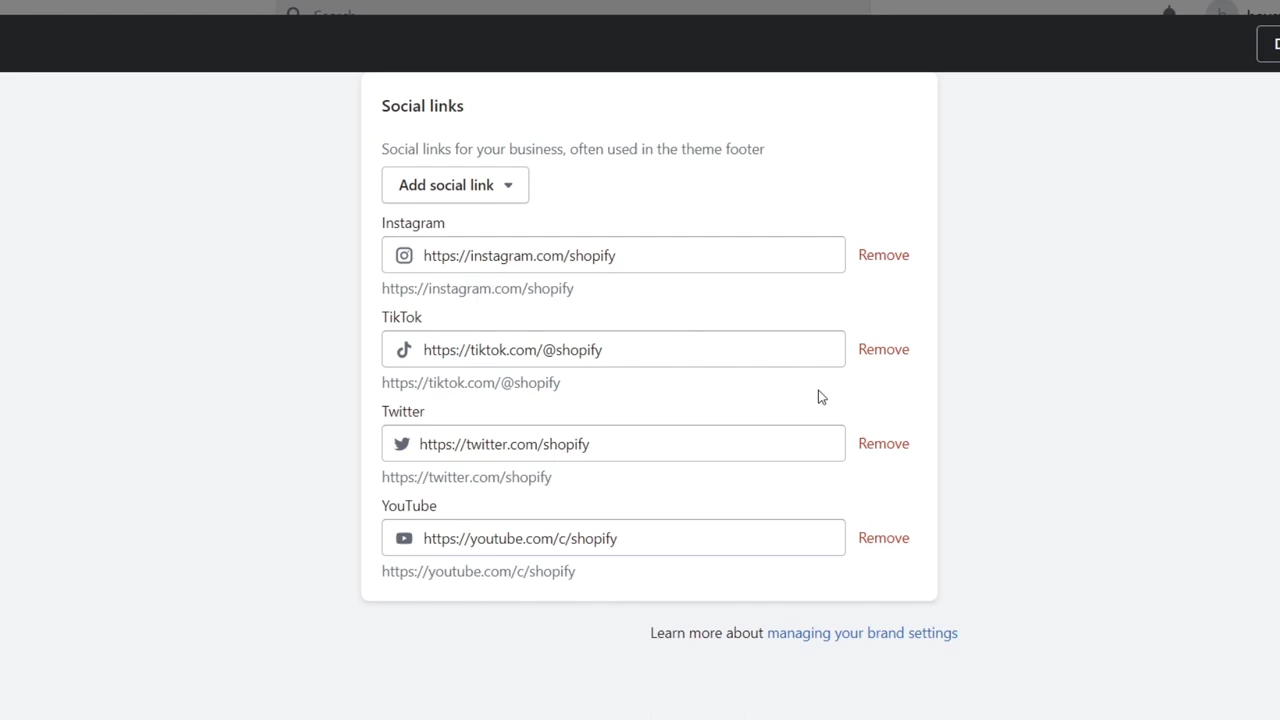 Search
Social links
Social links for your business, often used in the theme footer
Add social link
Instagram
https://instagram.com/shopify
Remove
https://instagram.com/shopify
TikTok
https://tiktok.com/@shopify
Remove
https://tiktok.com/@shopify
Twitter
https://twitter.com/shopify
Remove
https://twitter.com/shopify
YouTube
https://youtube.com/c/shopify
Remove
https://youtube.com/c/shopify
Learn more about managing your brand settings